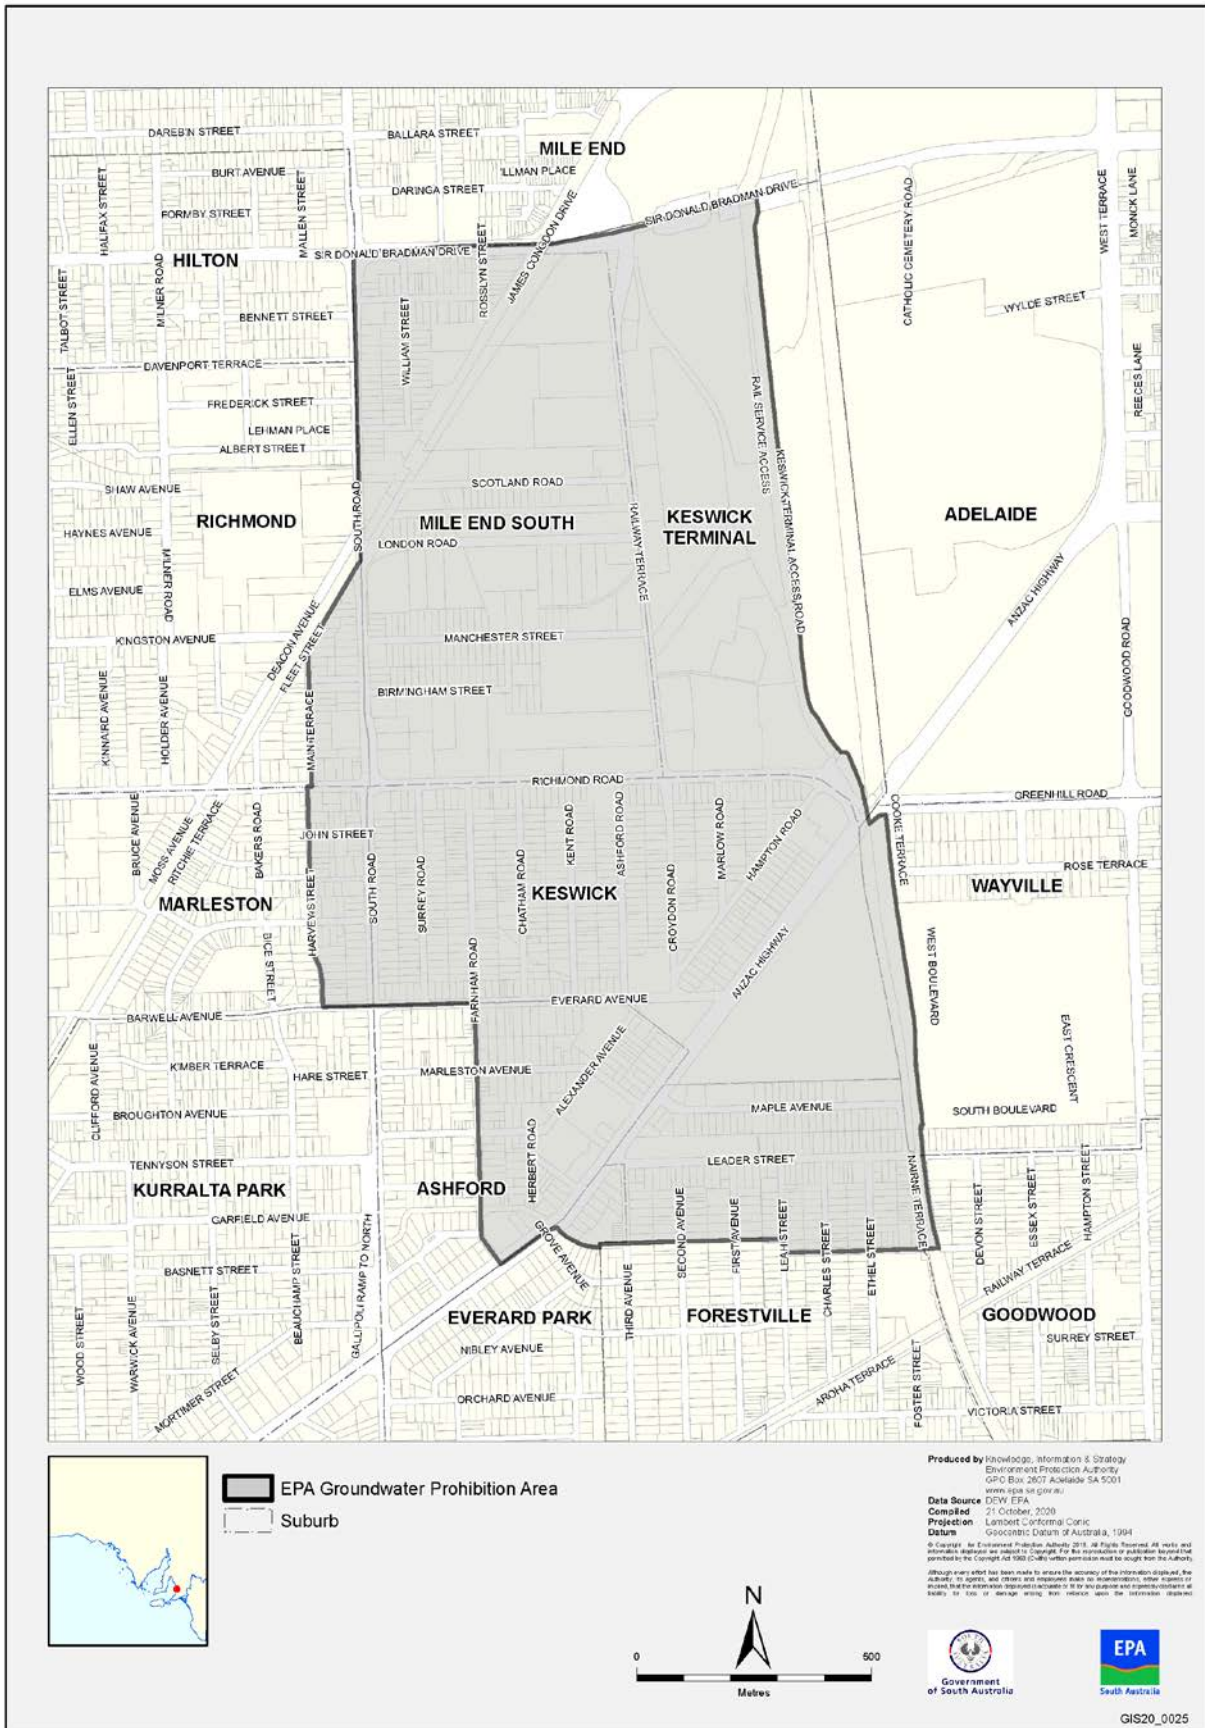 DAREBIN STREET
BALLARA STREET
MILE END
BURT AVENUE
DARINGA STREET
HALIFAX STREET
FORMBY STREET
MALLEN STREET
HILTON
MILNER ROAD
SIR DONALD BRADMAN DRIVE
SIR DONALD BRADMAN DRIVE
ROSSLYN STREET
JAMES CONGDON DRIVE
CATHOLIC CEMETERY ROAD
WEST TERRACE
MONCK LANE
WYLDE STREET
TALBOT STREET
BENNETT STREET
WILLIAM STREET
DAVENPORT TERRACE
REECES LANE
ELLEN STREET
FREDERICK STREET
LEHMAN PLACE
ALBERT STREET
RAIL SERVICE ACCESS
KESWICK TERMINAL ACCESS ROAD
SHAW AVENUE
SCOTLAND ROAD
RICHMOND
MILE END SOUTH
KESWICK
TERMINAL
ADELAIDE
HAYNES AVENUE
SOUTH ROAD
LONDON ROAD
RAILWAY TERRACE
MILNER ROAD
ELMS AVENUE
ANZAC HIGHWAY
KINGSTON AVENUE
DEACON AVENUE
FLEET STREET
MANCHESTER STREET
GOODWOOD ROAD
KINNAIRD AVENUE
HOLDER AVENUE
MAIN TERRACE
BIRMINGHAM STREET
RICHMOND ROAD
GREENHILL ROAD
BRUCE AVENUE
MOSS AVENUE
RITCHIE TERRACE
BAKERS ROAD
JOHN STREET
KENT ROAD
ASHFORD ROAD
MARLOW ROAD
HAMPTON ROAD
COOKE TERRACE
ROSE TERRACE
MARLESTON
HARVEY STREET
SOUTH ROAD
SURREY ROAD
CHATHAM ROAD
KESWICK
CROYDON ROAD
WAYVILLE
BICE STREET
FARNHAM ROAD
ANZAC HIGHWAY
WEST BOULEVARD
BARWELL AVENUE
EVERARD AVENUE
EAST CRESCENT
CLIFFORD AVENUE
KIMBER TERRACE
HARE STREET
MARLESTON AVENUE
ALEXANDER AVENUE
BROUGHTON AVENUE
MAPLE AVENUE
SOUTH BOULEVARD
TENNYSON STREET
HERBERT ROAD
LEADER STREET
NAIRNE TERRACE
KURRALTA PARK
ASHFORD
DEVON STREET
ESSEX STREET
HAMPTON STREET
GARFIELD AVENUE
GALLIPOLI RAMP TO NORTH
GROVE AVENUE
SECOND AVENUE
FIRST AVENUE
LEAH STREET
CHARLES STREET
ETHEL STREET
BASNETT STREET
RAILWAY TERRACE
WOOD STREET
WARWICK AVENUE
SELBY STREET
BEAUCHAMP STREET
EVERARD PARK
THIRD AVENUE
FORESTVILLE
GOODWOOD
NIBLEY AVENUE
SURREY STREET
MORTIMER STREET
ORCHARD AVENUE
AROHA TERRACE
FOSTER STREET
VICTORIA STREET
EPA Groundwater Prohibition Area
Suburb
Produced by Knowledge, Information & Strategy
Environment Protection Authority
GPO Box 2607 Adelaide SA 5001
www.epa.sa.gov.au
Data Source DEW, EPA
Compiled 21 October, 2020
Projection Lambert Conformal Conic
Datum Geocentric Datum of Australia, 1994
N
0 500
Metres
Government
of South Australia
EPA
South Australia
GIS20_0025